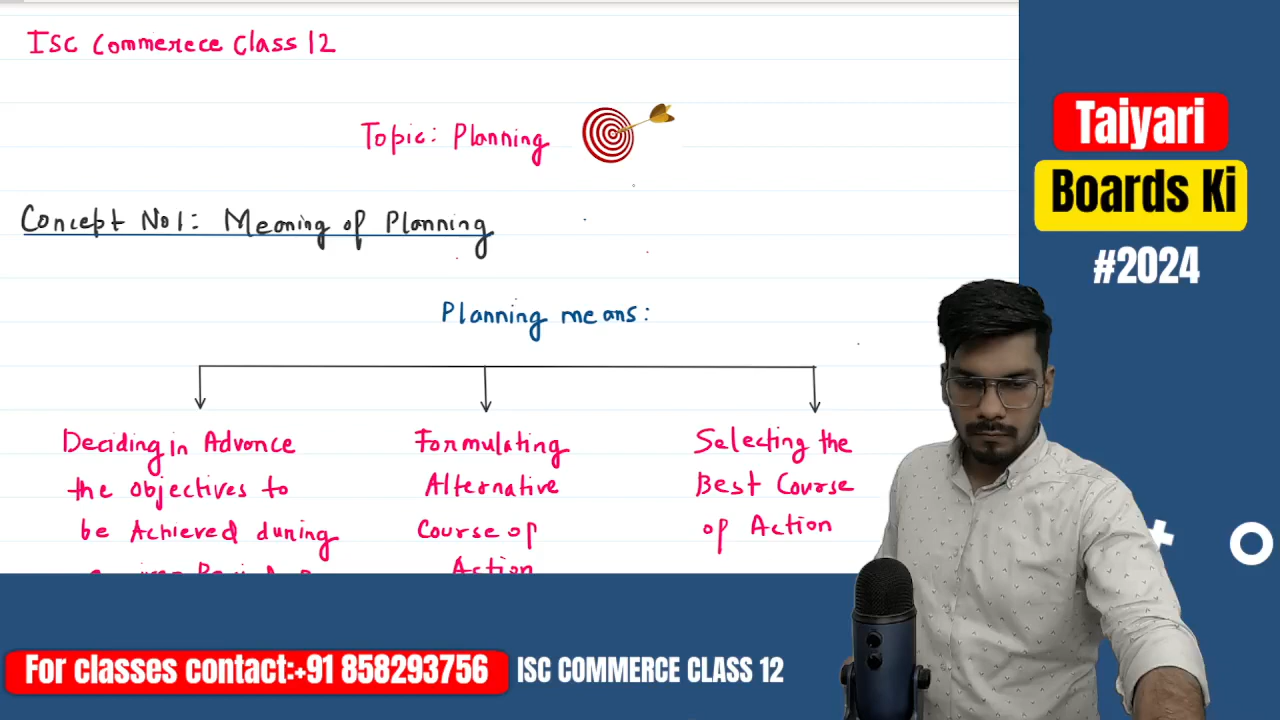 ISC Commerece Class 12
Topic: Planning
Concept No1: Meaning of Planning
Planning means:
Deciding in Advance
the objectives to
be Achieved during
Formulating
Alternative
Course of
Action
Selecting the
Best Course
of Action
Taiyari
Boards Ki
#2024
For classes contact:+91 858293756
ISC COMMERCE CLASS 12